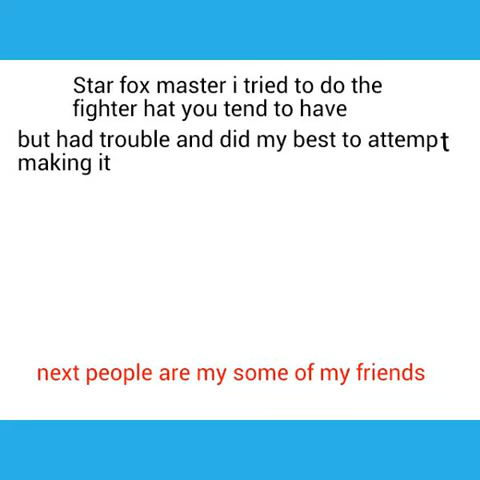 Star fox master i tried to do the
fighter hat you tend to have
but had trouble and did my best to attempt
making it
next people are my some of my friends